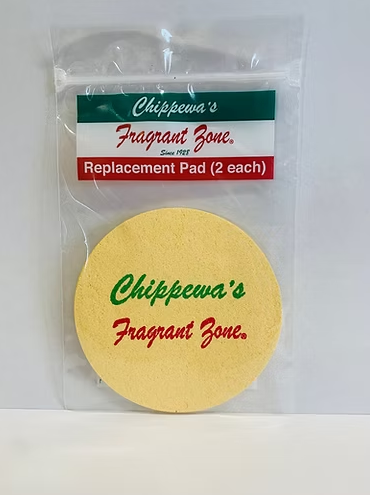 Chippewa's
Fragrant Zone®
Since 1928
Replacement Pad (2 each)
Chippewa's
Fragrant Zone®